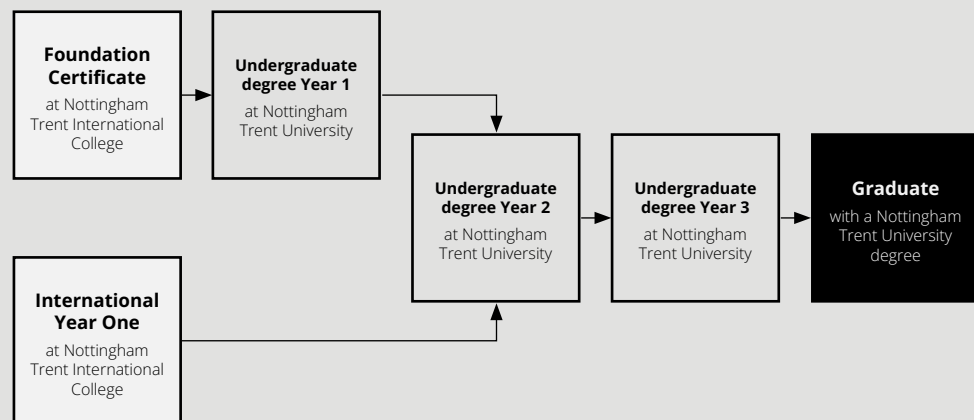 Foundation
Certificate
at Nottingham
Trent International
College
Undergraduate
degree Year 1
at Nottingham
Trent University
Undergraduate
degree Year 2
at Nottingham
Trent University
Undergraduate
degree Year 3
at Nottingham
Trent University
Graduate
with a Nottingham
Trent University
degree
International
Year One
at Nottingham
Trent International
College